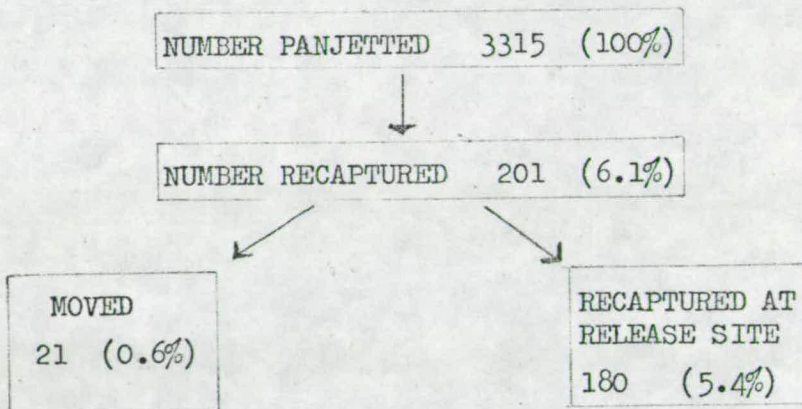 NUMBER PANJETTED 3315 (100%)
NUMBER RECAPTURED 201 (6.1%)
MOVED
21 (0.6%)
RECAPTURED AT
RELEASE SITE
180 (5.4%)